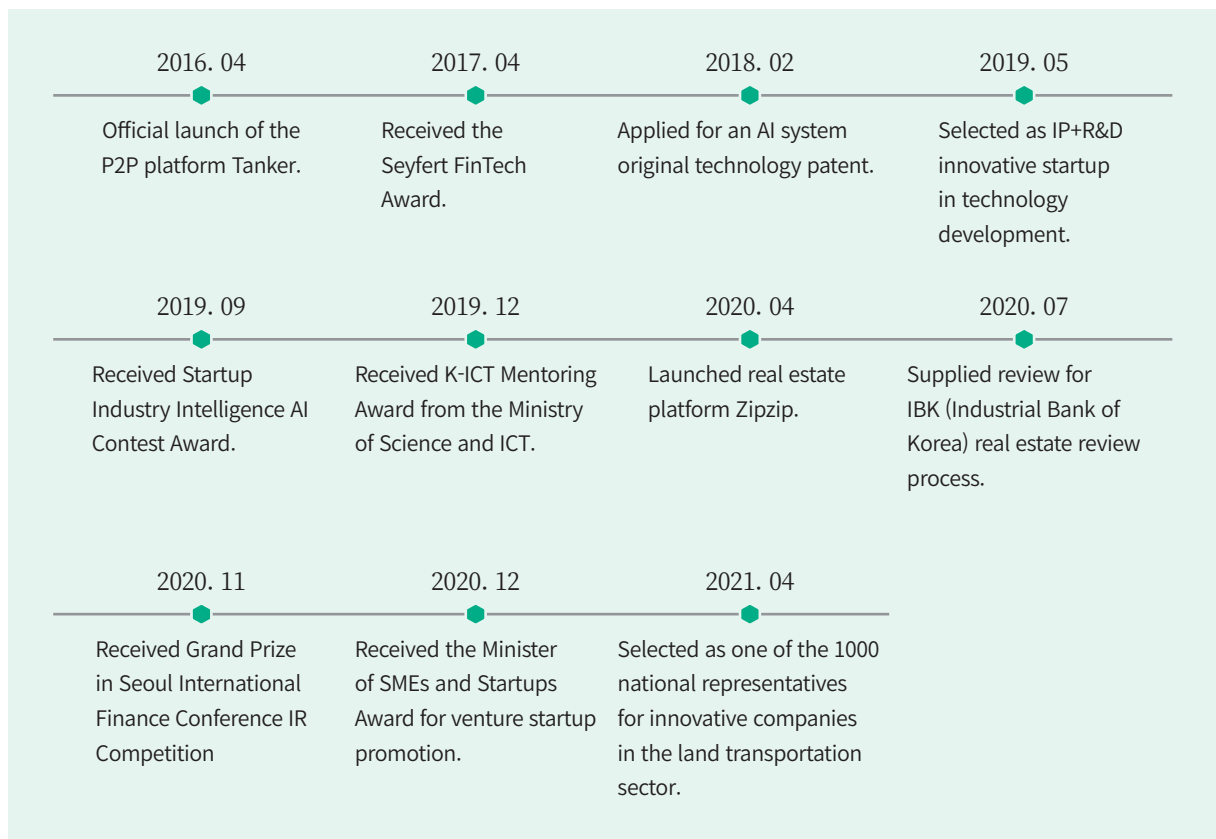 2016. 04
Official launch of the
P2P platform Tanker.
2017. 04
Received the
Seyfert FinTech
Award.
2018. 02
Applied for an AI system
original technology patent.
2019. 05
Selected as IP+R&D
innovative startup
in technology
development.
2019. 09
Received Startup
Industry Intelligence AI
Contest Award.
2019. 12
Received K-ICT Mentoring
Award from the Ministry
of Science and ICT.
2020. 04
Launched real estate
platform Zipzip.
2020. 07
Supplied review for
IBK (Industrial Bank of
Korea) real estate review
process.
2020. 11
Received Grand Prize
in Seoul International
Finance Conference IR
Competition
2020. 12
Received the Minister
of SMEs and Startups
Award for venture startup
promotion.
2021. 04
Selected as one of the 1000
national representatives
for innovative companies
in the land transportation
sector.